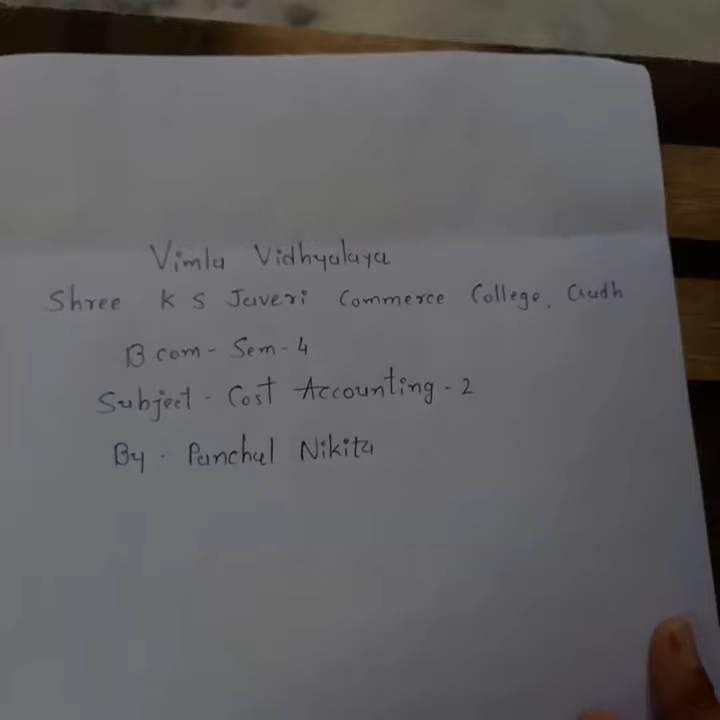 Vimla Vidhyalaya
Shree K S Javeri Commerce College, Gadh
B com - Sem - 4
Subject - Cost Accounting - 2
By - Panchal Nikita